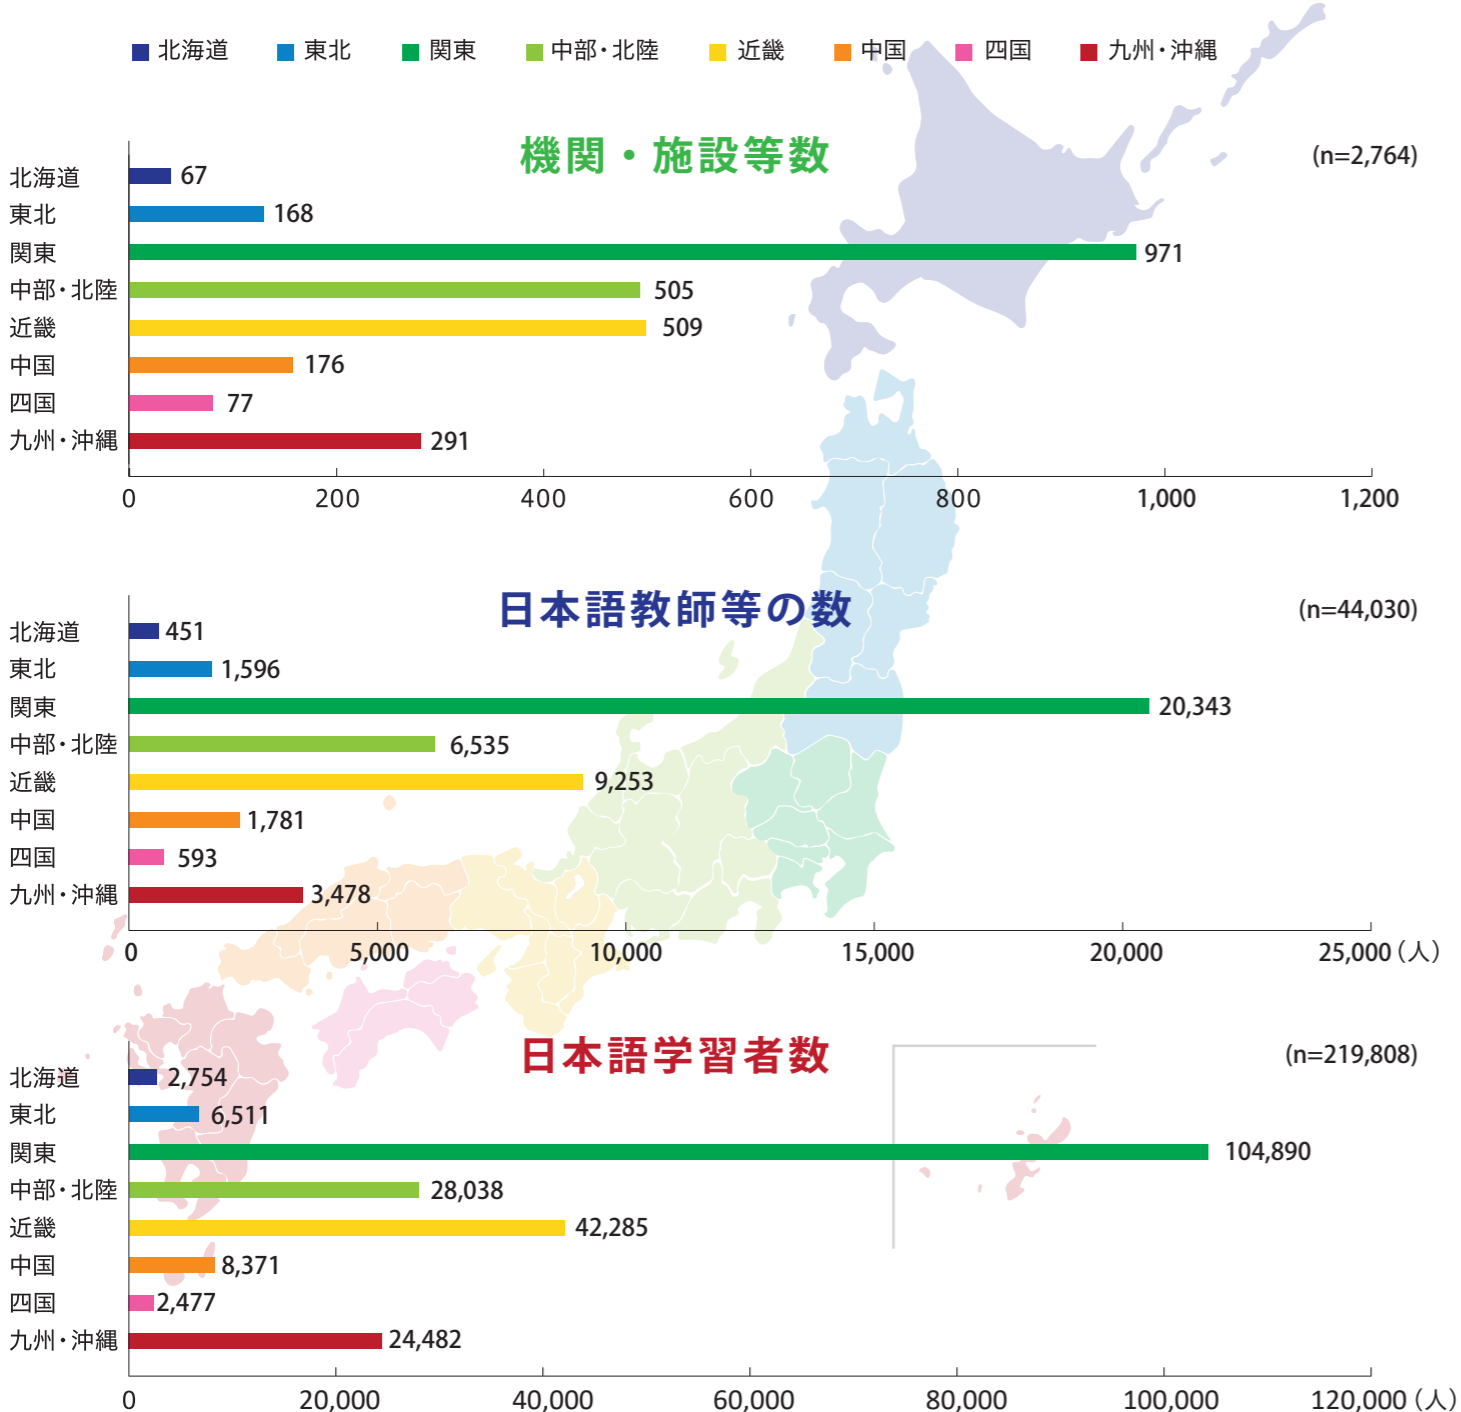 北海道 東北 関東 中部・北陸 近畿 中国 四国 九州・沖縄
機関・施設等数
(n=2,764)
北海道 67
東北 168
関東 971
中部・北陸 505
近畿 509
中国 176
四国 77
九州・沖縄 291
0 200 400 600 800 1,000 1,200
日本語教師等の数
(n=44,030)
北海道 451
東北 1,596
関東 20,343
中部・北陸 6,535
近畿 9,253
中国 1,781
四国 593
九州・沖縄 3,478
0 5,000 10,000 15,000 20,000 25,000（人）
日本語学習者数
(n=219,808)
北海道 2,754
東北 6,511
関東 104,890
中部・北陸 28,038
近畿 42,285
中国 8,371
四国 2,477
九州・沖縄 24,482
0 20,000 40,000 60,000 80,000 100,000 120,000（人）